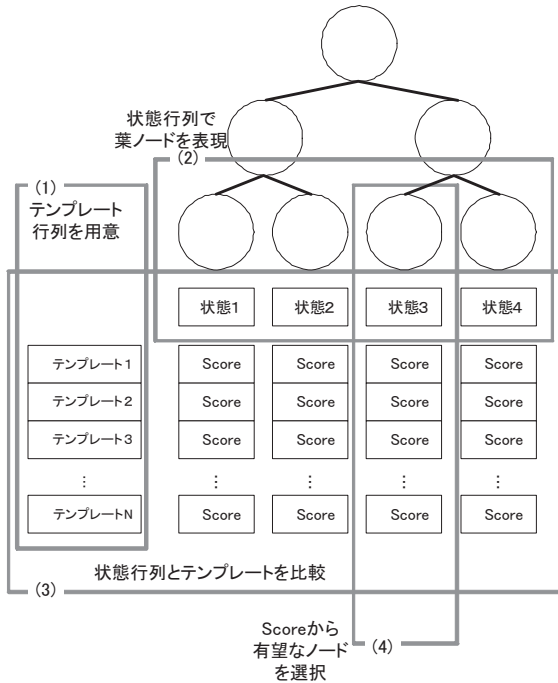 状態行列で
葉ノードを表現
(2)
(1)
テンプレート
行列を用意
状態1 状態2 状態3 状態4
テンプレート1 Score Score Score Score
テンプレート2 Score Score Score Score
テンプレート3 Score Score Score Score
⋮ ⋮ ⋮ ⋮ ⋮
テンプレートN Score Score Score Score
状態行列とテンプレートを比較
(3)
Scoreから
有望なノード
を選択
(4)